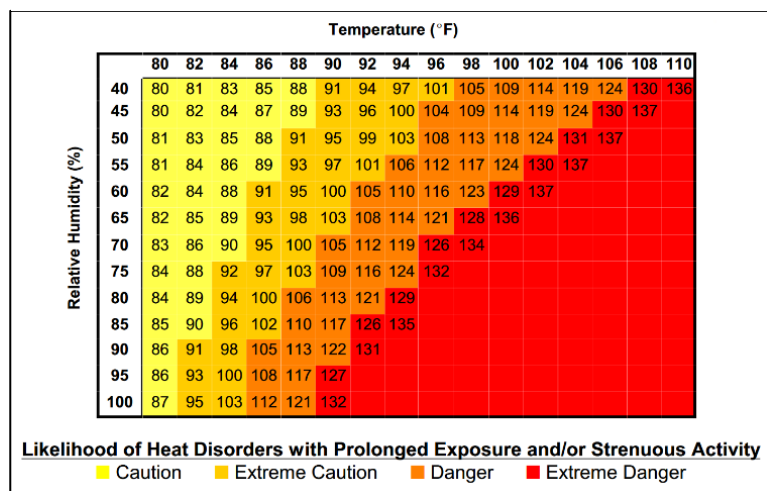 Temperature (°F)
80 82 84 86 88 90 92 94 96 98 100 102 104 106 108 110
Relative Humidity (%)
40 80 81 83 85 88 91 94 97 101 105 109 114 119 124 130 136
45 80 82 84 87 89 93 96 100 104 109 114 119 124 130 137
50 81 83 85 88 91 95 99 103 108 113 118 124 131 137
55 81 84 86 89 93 97 101 106 112 117 124 130 137
60 82 84 88 91 95 100 105 110 116 123 129 137
65 82 85 89 93 98 103 108 114 121 128 136
70 83 86 90 95 100 105 112 119 126 134
75 84 88 92 97 103 109 116 124 132
80 84 89 94 100 106 113 121 129
85 85 90 96 102 110 117 126 135
90 86 91 98 105 113 122 131
95 86 93 100 108 117 127
100 87 95 103 112 121 132
Likelihood of Heat Disorders with Prolonged Exposure and/or Strenuous Activity
Caution Extreme Caution Danger Extreme Danger